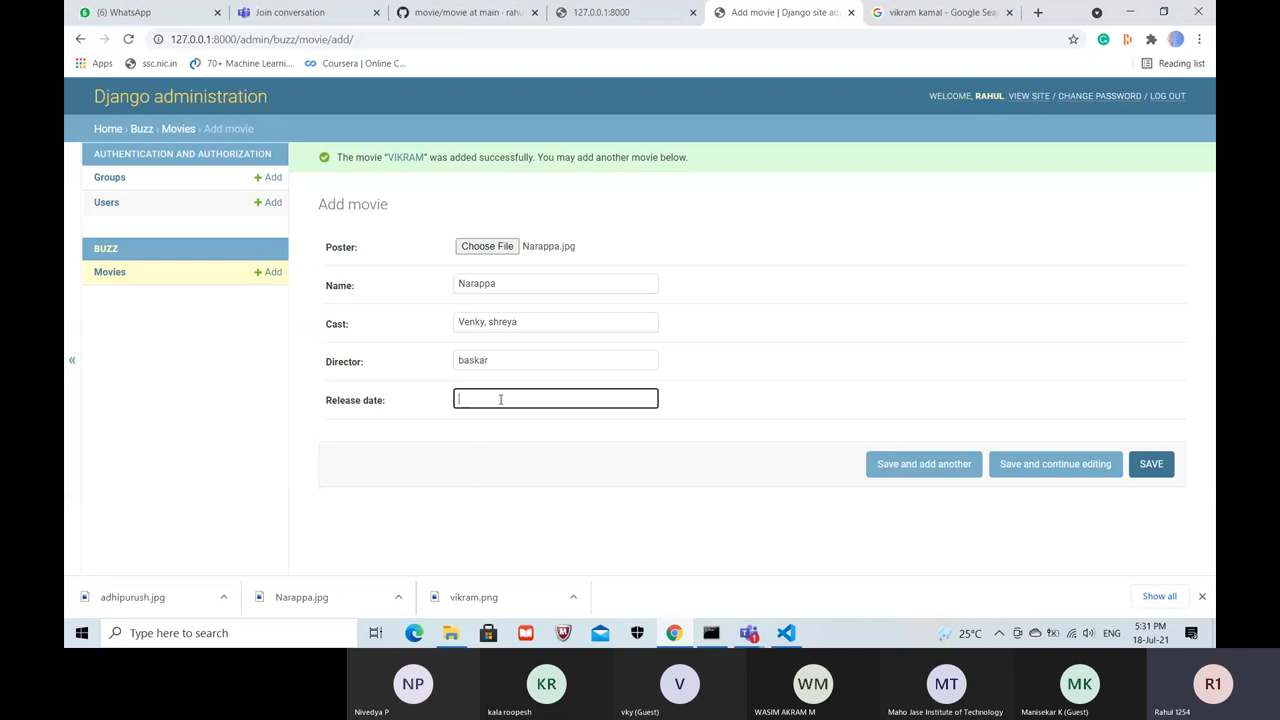 (6) WhatsApp
Join conversation
movie/movie at main · rahul
127.0.0.1:8000
Add movie | Django site ad
vikram kamal - Google Sear
127.0.0.1:8000/admin/buzz/movie/add/
Apps
ssc.nic.in
70+ Machine Learni...
Coursera | Online C...
Reading list
Django administration
WELCOME, RAHUL. VIEW SITE / CHANGE PASSWORD / LOG OUT
Home › Buzz › Movies › Add movie
AUTHENTICATION AND AUTHORIZATION
Groups + Add
Users + Add
BUZZ
Movies + Add
«
The movie “VIKRAM” was added successfully. You may add another movie below.
Add movie
Poster: Choose File Narappa.jpg
Name: Narappa
Cast: Venky, shreya
Director: baskar
Release date:
Save and add another
Save and continue editing
SAVE
adhipurush.jpg
Narappa.jpg
vikram.png
Show all
Type here to search
1
25°C
ENG
5:31 PM
18-Jul-21
NP
KR
V
WM
MT
MK
R1
Nivedya P
kala roopesh
vky (Guest)
WASIM AKRAM M
Maho Jase Institute of Technology
Manisekar K (Guest)
Rahul 1254